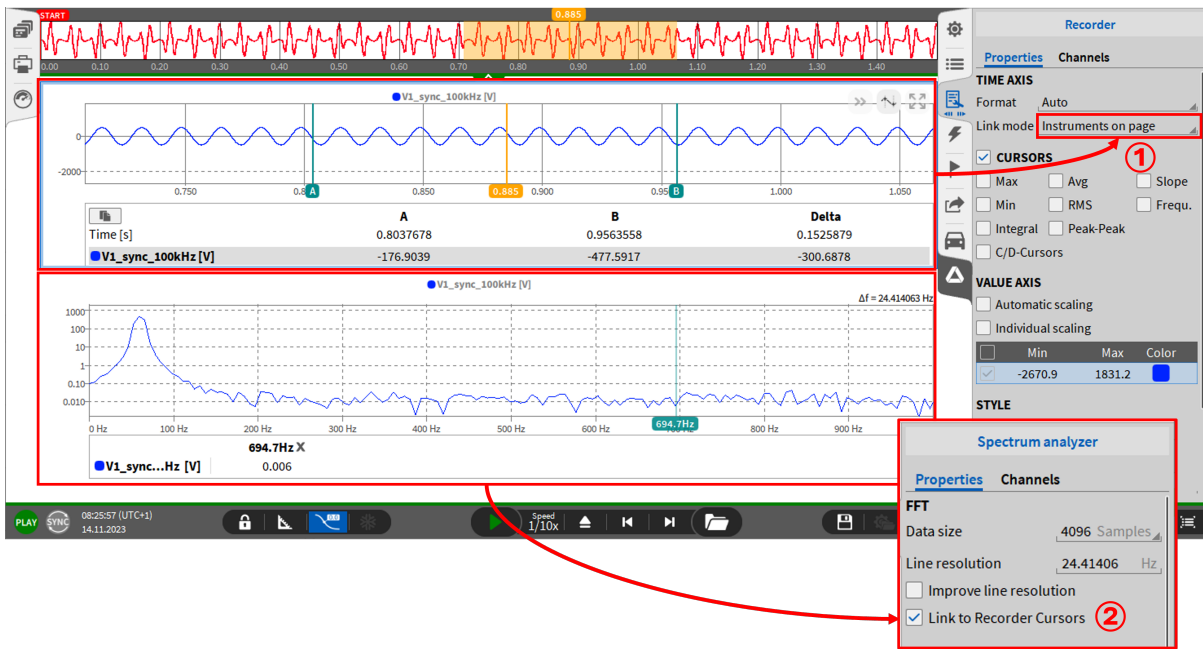 START
0.885
0.00 0.10 0.20 0.30 0.40 0.50 0.60 0.70 0.80 0.90 1.00 1.10 1.20 1.30 1.40
V1_sync_100kHz [V]
0
-2000
0.750 0.8 A 0.850 0.885 0.900 0.95 B 1.000 1.050
A B Delta
Time [s] 0.8037678 0.9563558 0.1525879
V1_sync_100kHz [V] -176.9039 -477.5917 -300.6878
V1_sync_100kHz [V]
Δf = 24.414063 Hz
1000
100
10
1
0.10
0.010
0 Hz 100 Hz 200 Hz 300 Hz 400 Hz 500 Hz 600 Hz 694.7Hz 800 Hz 900 Hz
694.7Hz X
V1_sync...Hz [V] 0.006
PLAY SYNC 08:25:57 (UTC+1)
14.11.2023
0.0
Speed
1/10x
Recorder
Properties Channels
TIME AXIS
Format Auto
Link mode Instruments on page
①
CURSORS
Max Avg Slope
Min RMS Frequ.
Integral Peak-Peak
C/D-Cursors
VALUE AXIS
Automatic scaling
Individual scaling
Min Max Color
-2670.9 1831.2
STYLE
Spectrum analyzer
Properties Channels
FFT
Data size 4096 Samples
Line resolution 24.41406 Hz
Improve line resolution
Link to Recorder Cursors ②